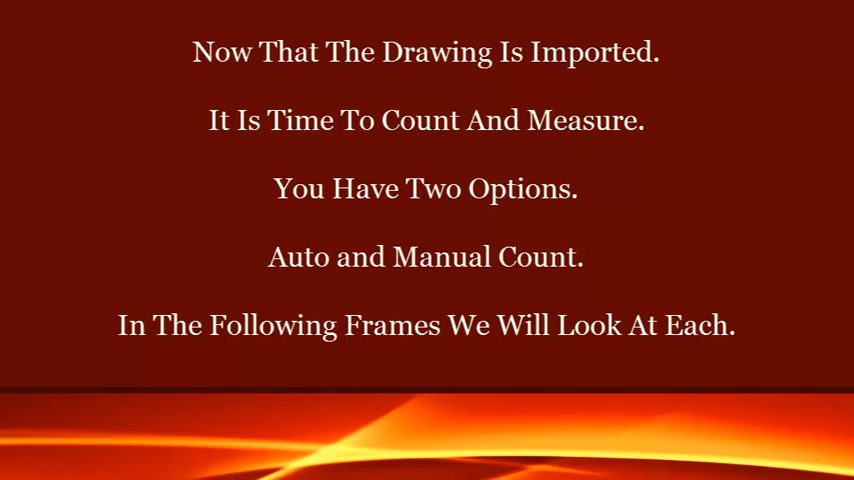 Now That The Drawing Is Imported.
It Is Time To Count And Measure.
You Have Two Options.
Auto and Manual Count.
In The Following Frames We Will Look At Each.